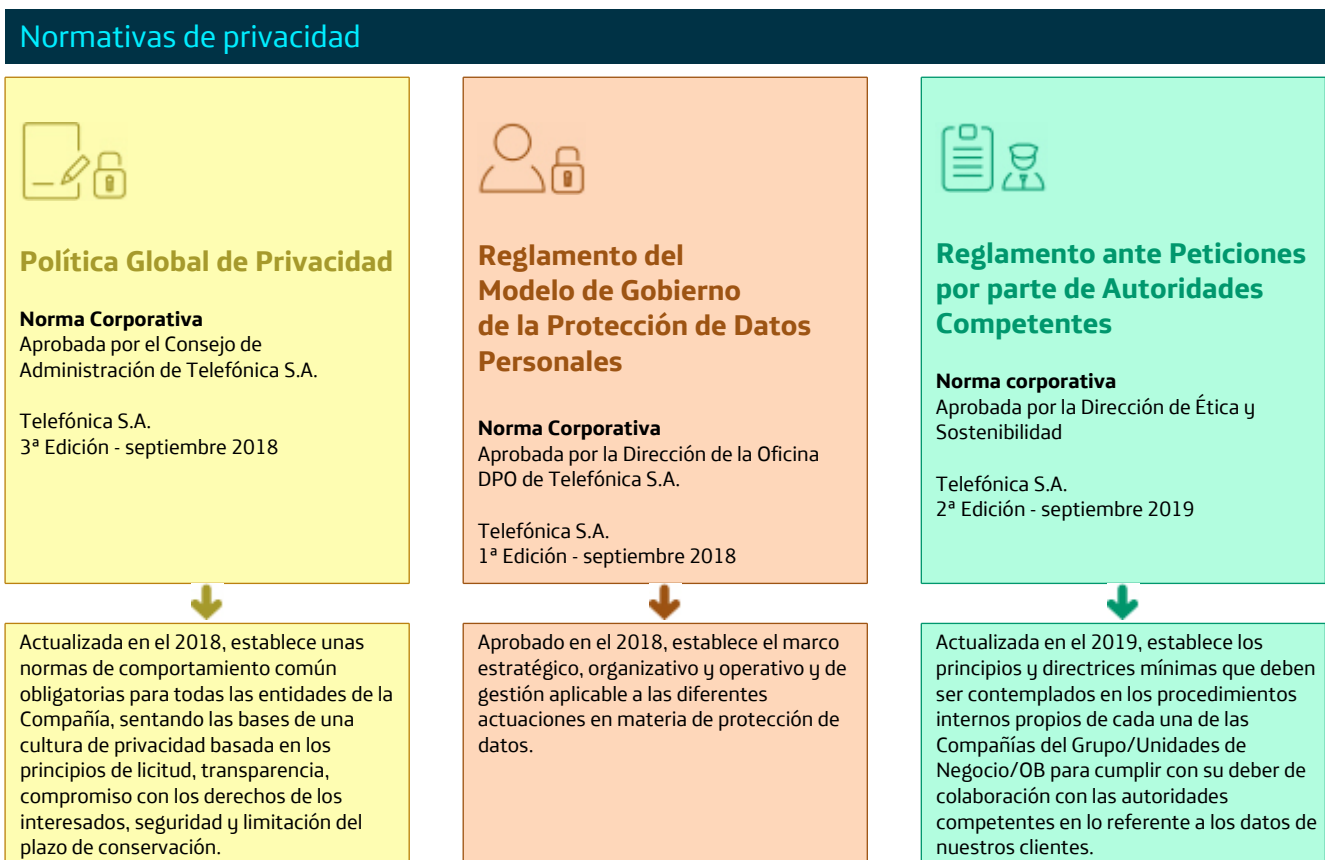 Normativas de privacidad
Política Global de Privacidad
Norma Corporativa
Aprobada por el Consejo de
Administración de Telefónica S.A.
Telefónica S.A.
3ª Edición - septiembre 2018
Actualizada en el 2018, establece unas
normas de comportamiento común
obligatorias para todas las entidades de la
Compañía, sentando las bases de una
cultura de privacidad basada en los
principios de licitud, transparencia,
compromiso con los derechos de los
interesados, seguridad y limitación del
plazo de conservación.
Reglamento del
Modelo de Gobierno
de la Protección de Datos
Personales
Norma Corporativa
Aprobada por la Dirección de la Oficina
DPO de Telefónica S.A.
Telefónica S.A.
1ª Edición - septiembre 2018
Aprobado en el 2018, establece el marco
estratégico, organizativo y operativo y de
gestión aplicable a las diferentes
actuaciones en materia de protección de
datos.
Reglamento ante Peticiones
por parte de Autoridades
Competentes
Norma corporativa
Aprobada por la Dirección de Ética y
Sostenibilidad
Telefónica S.A.
2ª Edición - septiembre 2019
Actualizada en el 2019, establece los
principios y directrices mínimas que deben
ser contemplados en los procedimientos
internos propios de cada una de las
Compañías del Grupo/Unidades de
Negocio/OB para cumplir con su deber de
colaboración con las autoridades
competentes en lo referente a los datos de
nuestros clientes.